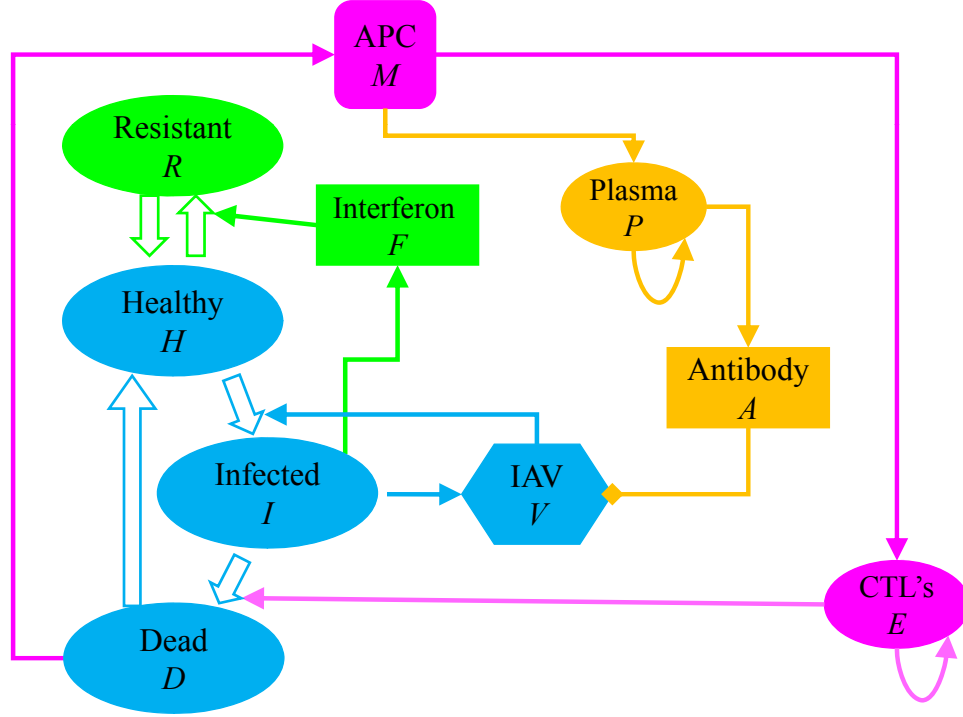 APC
M
Resistant
R
Interferon
F
Plasma
P
Healthy
H
Antibody
A
Infected
I
IAV
V
CTL's
E
Dead
D